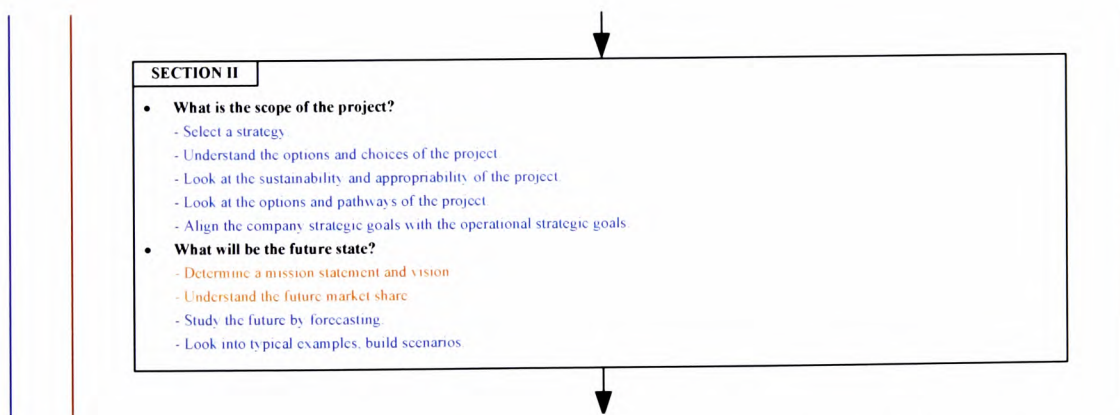 SECTION II
• What is the scope of the project?
- Select a strategy
- Understand the options and choices of the project
- Look at the sustainability and appropriability of the project
- Look at the options and pathways of the project
- Align the company strategic goals with the operational strategic goals
• What will be the future state?
- Determine a mission statement and vision
- Understand the future market share
- Study the future by forecasting
- Look into typical examples, build scenarios